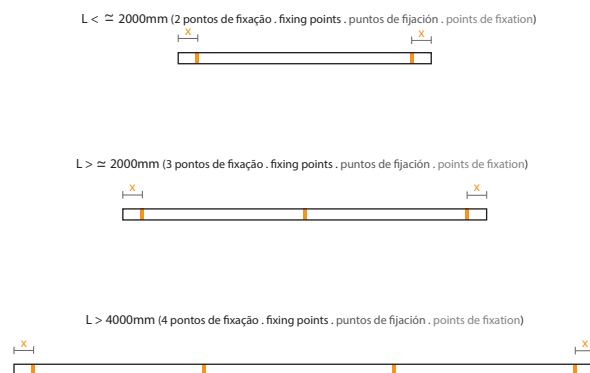 L < ≃ 2000mm (2 pontos de fixação . fixing points . puntos de fijación . points de fixation)
x x
L > ≃ 2000mm (3 pontos de fixação . fixing points . puntos de fijación . points de fixation)
x x
L > 4000mm (4 pontos de fixação . fixing points . puntos de fijación . points de fixation)
x x